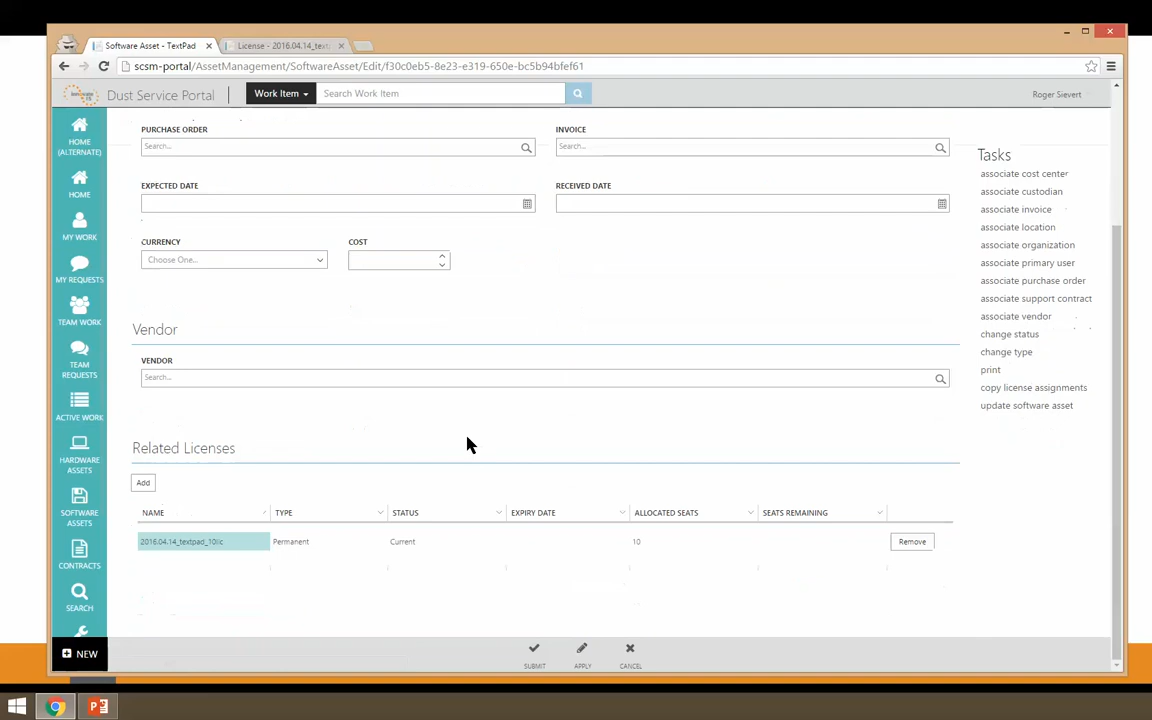 Software Asset - TextPad
License - 2016.04.14_text
scsm-portal/AssetManagement/SoftwareAsset/Edit/f30c0eb5-8e23-e319-650e-bc5b94bfef61
Dust Service Portal
Work Item
Search Work Item
Roger Sievert
HOME (ALTERNATE)
HOME
MY WORK
MY REQUESTS
TEAM WORK
TEAM REQUESTS
ACTIVE WORK
HARDWARE ASSETS
SOFTWARE ASSETS
CONTRACTS
SEARCH
NEW
PURCHASE ORDER
INVOICE
Search...
Search...
EXPECTED DATE
RECEIVED DATE
CURRENCY
COST
Choose One...
Vendor
VENDOR
Search...
Related Licenses
Add
NAME TYPE STATUS EXPIRY DATE ALLOCATED SEATS SEATS REMAINING
2016.04.14_textpad_10lic Permanent Current 10 Remove
SUBMIT APPLY CANCEL
Tasks
associate cost center
associate custodian
associate invoice
associate location
associate organization
associate primary user
associate purchase order
associate support contract
associate vendor
change status
change type
print
copy license assignments
update software asset